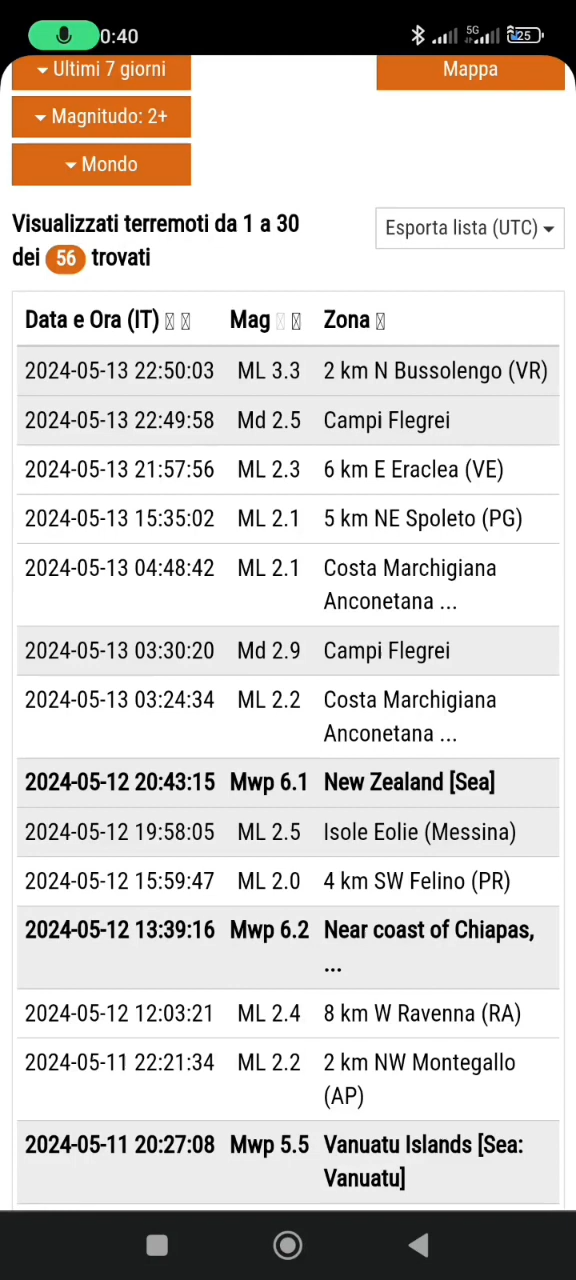 0:40
5G
25
Ultimi 7 giorni
Mappa
Magnitudo: 2+
Mondo
Visualizzati terremoti da 1 a 30
dei 56 trovati
Esporta lista (UTC)
Data e Ora (IT) Mag Zona
2024-05-13 22:50:03 ML 3.3 2 km N Bussolengo (VR)
2024-05-13 22:49:58 Md 2.5 Campi Flegrei
2024-05-13 21:57:56 ML 2.3 6 km E Eraclea (VE)
2024-05-13 15:35:02 ML 2.1 5 km NE Spoleto (PG)
2024-05-13 04:48:42 ML 2.1 Costa Marchigiana
Anconetana ...
2024-05-13 03:30:20 Md 2.9 Campi Flegrei
2024-05-13 03:24:34 ML 2.2 Costa Marchigiana
Anconetana ...
2024-05-12 20:43:15 Mwp 6.1 New Zealand [Sea]
2024-05-12 19:58:05 ML 2.5 Isole Eolie (Messina)
2024-05-12 15:59:47 ML 2.0 4 km SW Felino (PR)
2024-05-12 13:39:16 Mwp 6.2 Near coast of Chiapas,
...
2024-05-12 12:03:21 ML 2.4 8 km W Ravenna (RA)
2024-05-11 22:21:34 ML 2.2 2 km NW Montegallo
(AP)
2024-05-11 20:27:08 Mwp 5.5 Vanuatu Islands [Sea:
Vanuatu]